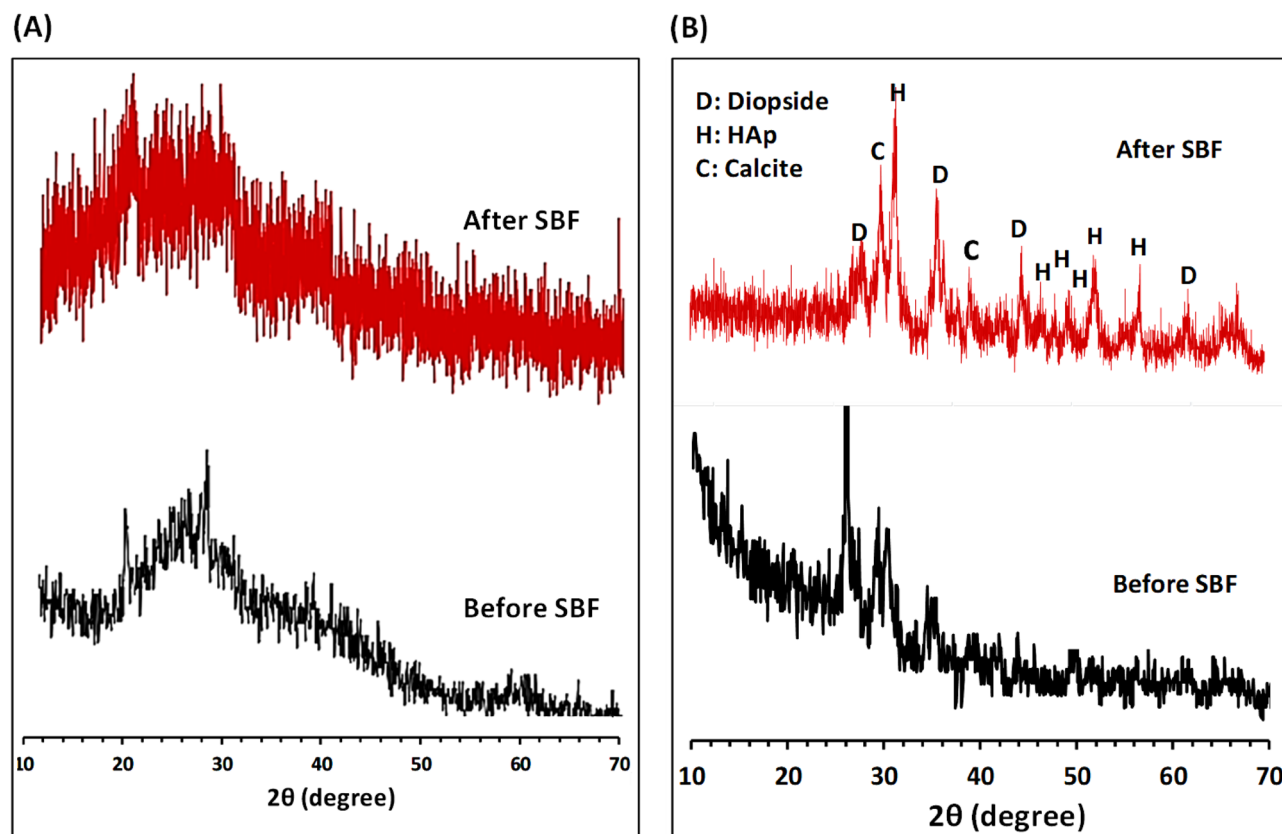 (A)
After SBF
Before SBF
10 20 30 40 50 60 70
2θ (degree)
(B)
D: Diopside
H: HAp
C: Calcite
After SBF
D
C
H
D
C
D
H
H
H
H
H
D
Before SBF
10 20 30 40 50 60 70
2θ (degree)